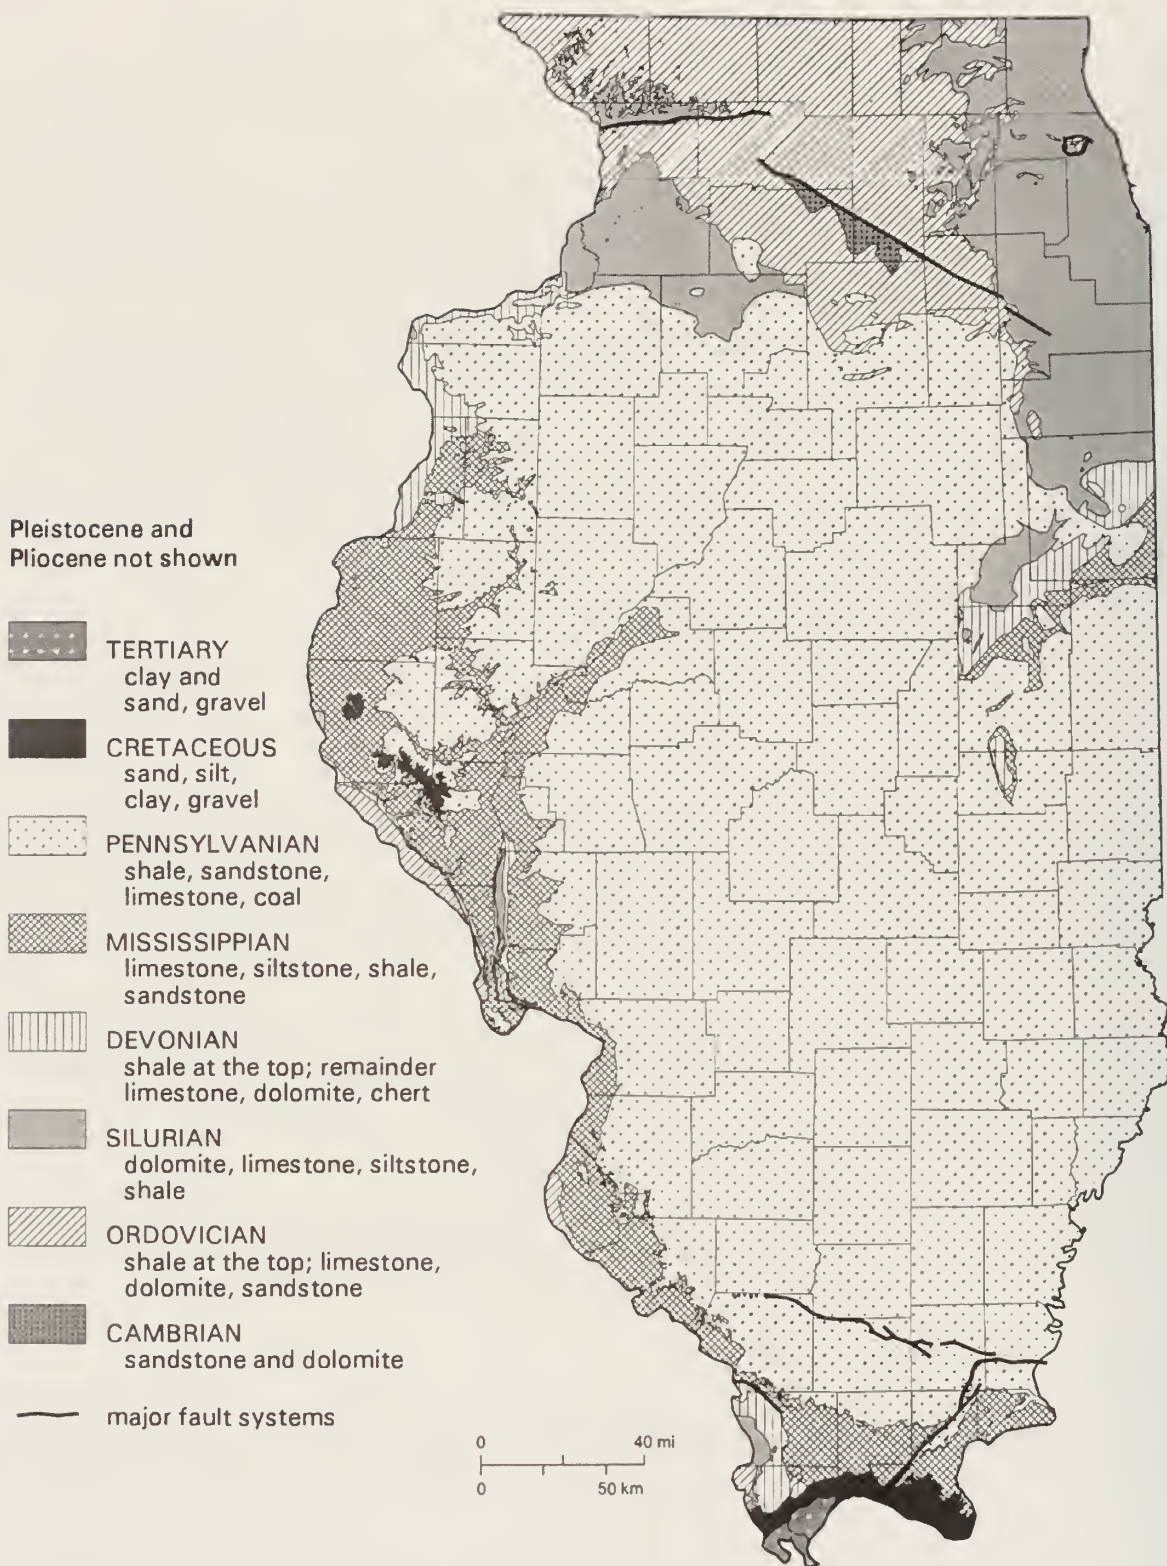 Pleistocene and
Pliocene not shown
TERTIARY
clay and
sand, gravel
CRETACEOUS
sand, silt,
clay, gravel
PENNSYLVANIAN
shale, sandstone,
limestone, coal
MISSISSIPPIAN
limestone, siltstone, shale,
sandstone
DEVONIAN
shale at the top; remainder
limestone, dolomite, chert
SILURIAN
dolomite, limestone, siltstone,
shale
ORDOVICIAN
shale at the top; limestone,
dolomite, sandstone
CAMBRIAN
sandstone and dolomite
major fault systems
0 40 mi
0 50 km